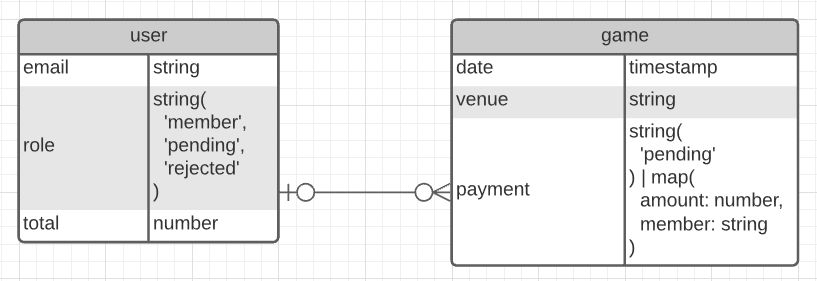 user
email string
role string(
'member',
'pending',
'rejected'
)
total number
game
date timestamp
venue string
payment string(
'pending'
) | map(
amount: number,
member: string
)